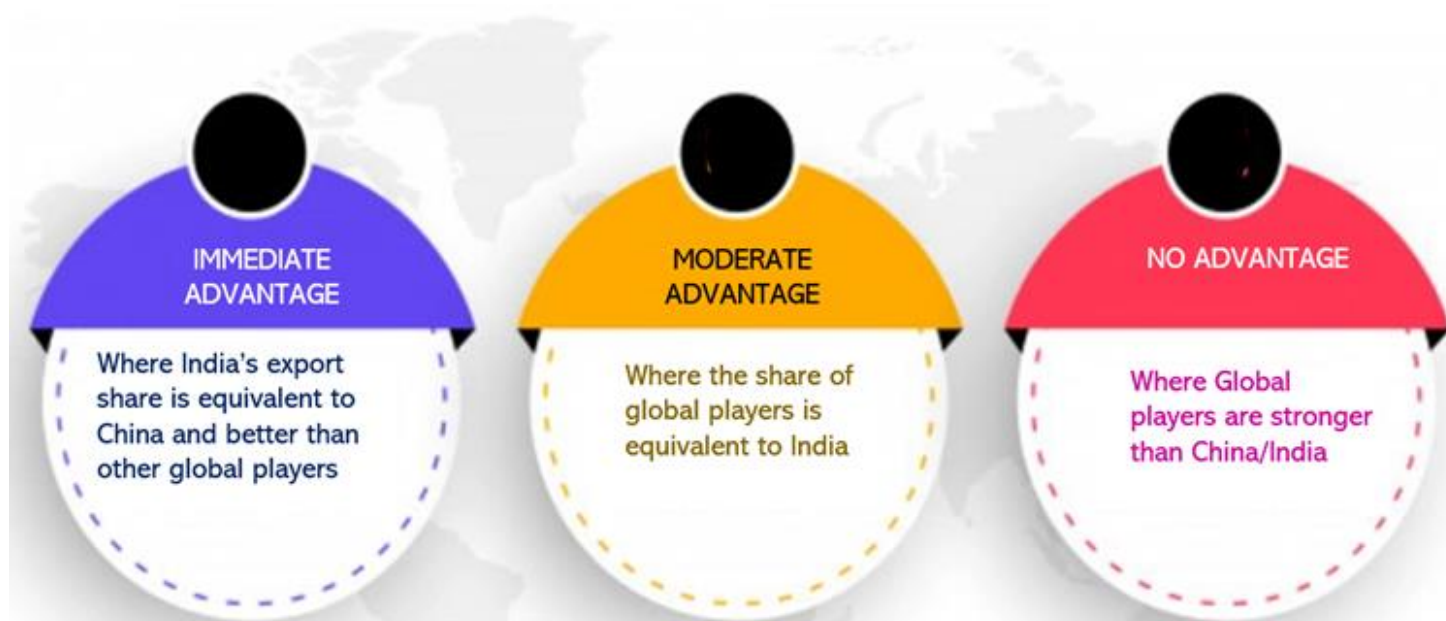 IMMEDIATE
ADVANTAGE
Where India's export
share is equivalent to
China and better than
other global players
MODERATE
ADVANTAGE
Where the share of
global players is
equivalent to India
NO ADVANTAGE
Where Global
players are stronger
than China/India